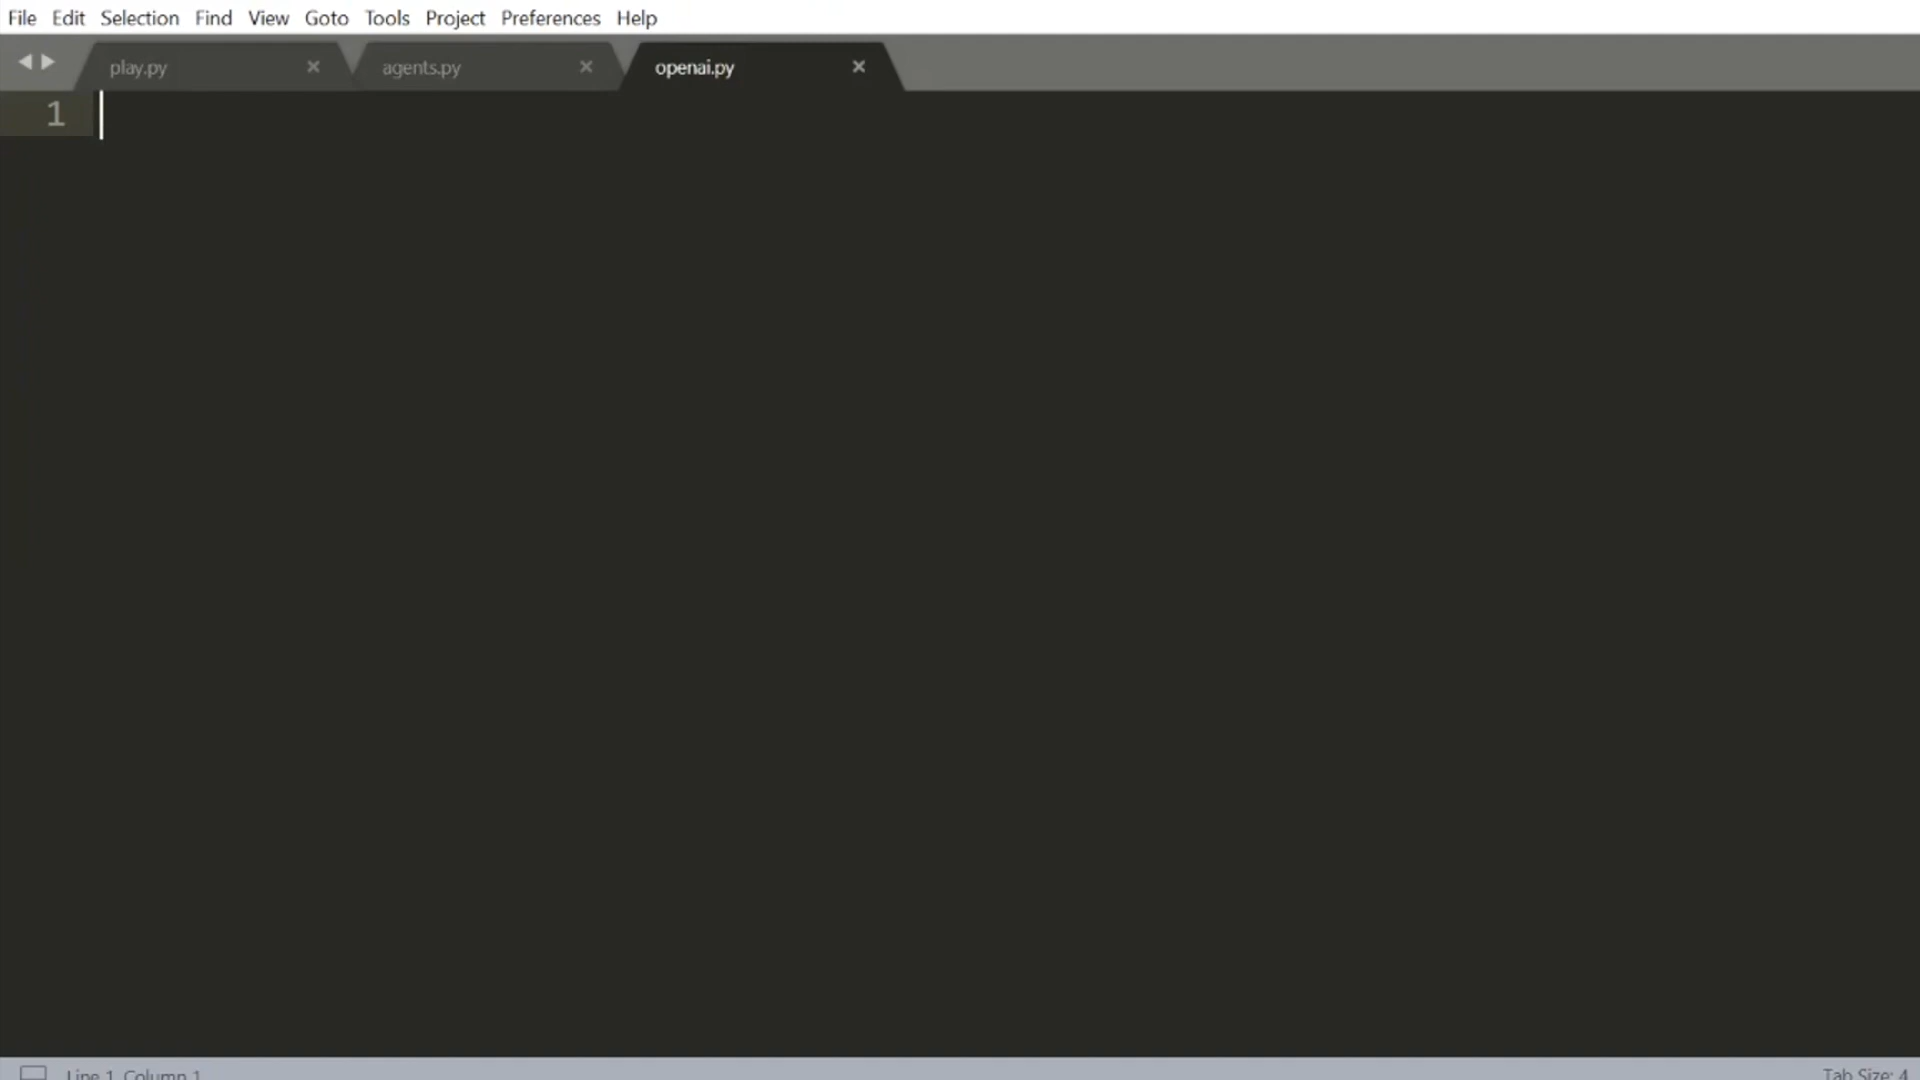 File Edit Selection Find View Goto Tools Project Preferences Help
play.py × agents.py × openai.py ×
1
Line 1, Column 1 Tab Size: 4